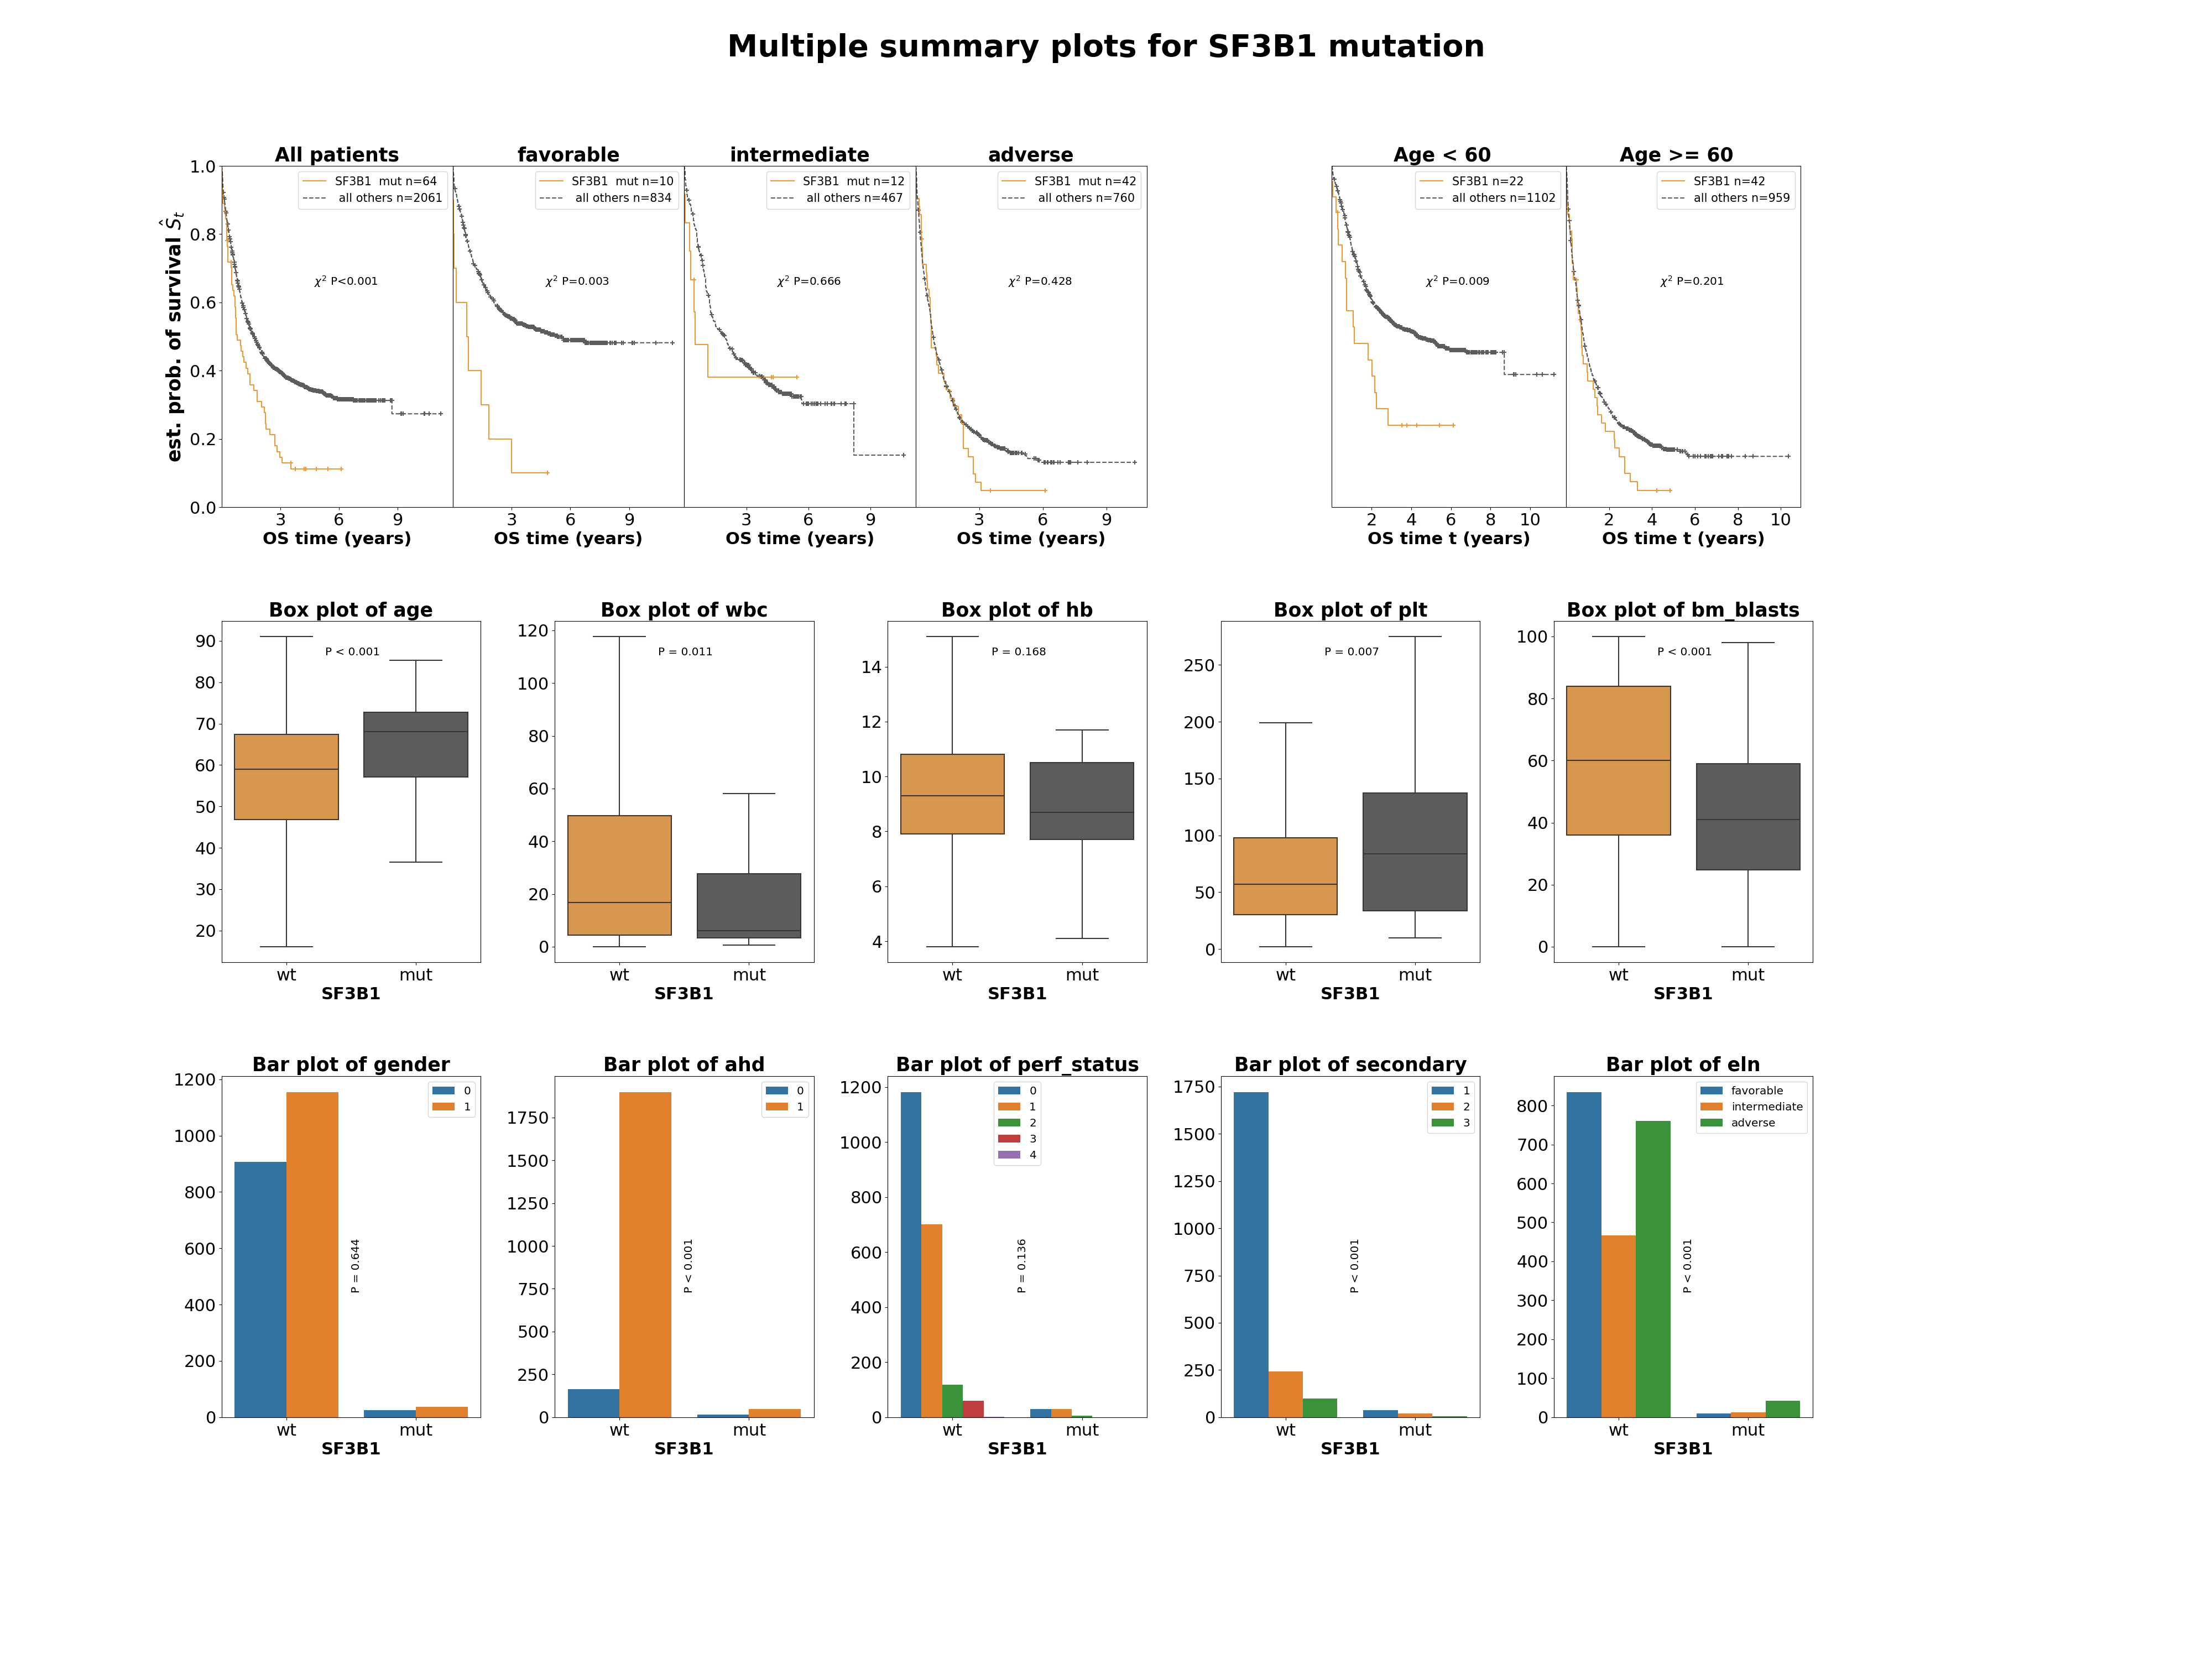 Multiple summary plots for SF3B1 mutation
All patients
favorable
intermediate
adverse
Age < 60
Age >= 60
est. prob. of survival Ŝt
1.0
0.8
0.6
0.4
0.2
0.0
SF3B1  mut n=64
all others n=2061
χ² P<0.001
3 6 9
OS time (years)
SF3B1  mut n=10
all others n=834
χ² P=0.003
3 6 9
OS time (years)
SF3B1  mut n=12
all others n=467
χ² P=0.666
3 6 9
OS time (years)
SF3B1  mut n=42
all others n=760
χ² P=0.428
3 6 9
OS time (years)
SF3B1 n=22
all others n=1102
χ² P=0.009
2 4 6 8 10
OS time t (years)
SF3B1 n=42
all others n=959
χ² P=0.201
2 4 6 8 10
OS time t (years)
Box plot of age
90
80
70
60
50
40
30
20
P < 0.001
wt mut
SF3B1
Box plot of wbc
120
100
80
60
40
20
0
P = 0.011
wt mut
SF3B1
Box plot of hb
14
12
10
8
6
4
P = 0.168
wt mut
SF3B1
Box plot of plt
250
200
150
100
50
0
P = 0.007
wt mut
SF3B1
Box plot of bm_blasts
100
80
60
40
20
0
P < 0.001
wt mut
SF3B1
Bar plot of gender
1200
1000
800
600
400
200
0
0
1
P = 0.644
wt mut
SF3B1
Bar plot of ahd
1750
1500
1250
1000
750
500
250
0
0
1
P < 0.001
wt mut
SF3B1
Bar plot of perf_status
1200
1000
800
600
400
200
0
0
1
2
3
4
P = 0.136
wt mut
SF3B1
Bar plot of secondary
1750
1500
1250
1000
750
500
250
0
1
2
3
P < 0.001
wt mut
SF3B1
Bar plot of eln
800
700
600
500
400
300
200
100
0
favorable
intermediate
adverse
P < 0.001
wt mut
SF3B1